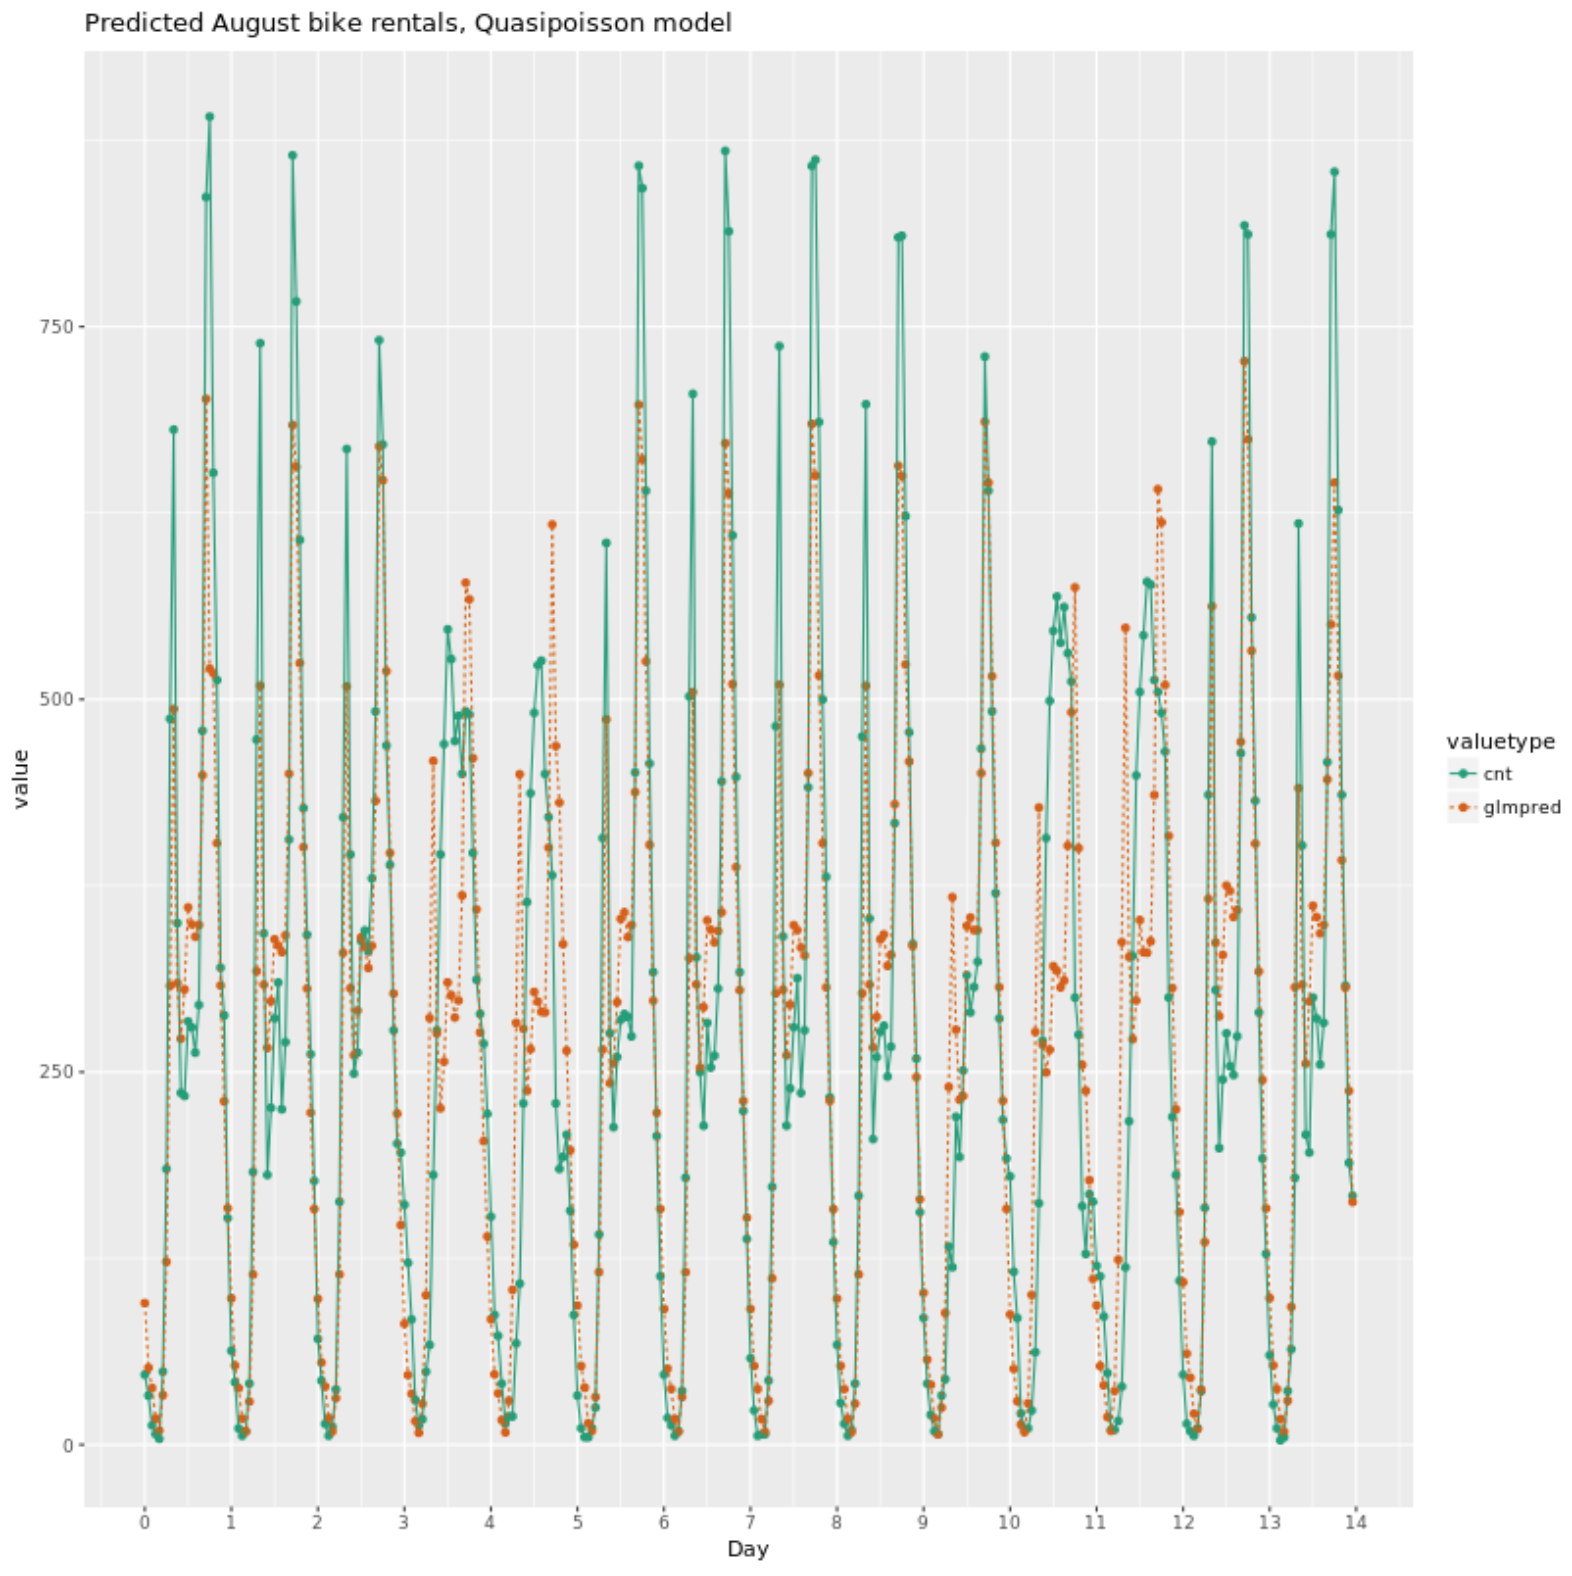 Predicted August bike rentals, Quasipoisson model
value
750
500
250
0
0 1 2 3 4 5 6 7 8 9 10 11 12 13 14
Day
valuetype
cnt
glmpred